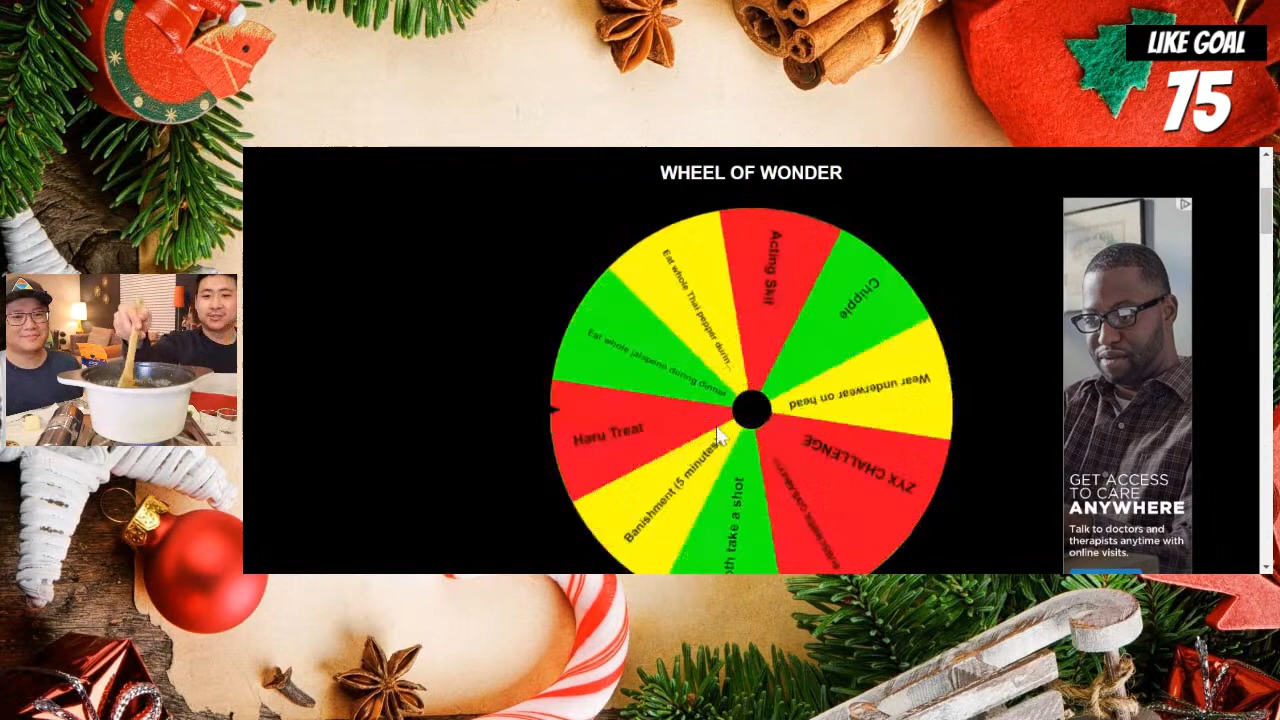 LIKE GOAL
75
WHEEL OF WONDER
Acting Skit
Chipple
Wear underwear on head
ZYX CHALLENGE
th take a shot
Banishment (5 minutes
Haru Treat
Eat whole jalapeno during dinner
Eat whole Thai pepper durin...
GET ACCESS
TO CARE
ANYWHERE
Talk to doctors and
therapists anytime with
online visits.